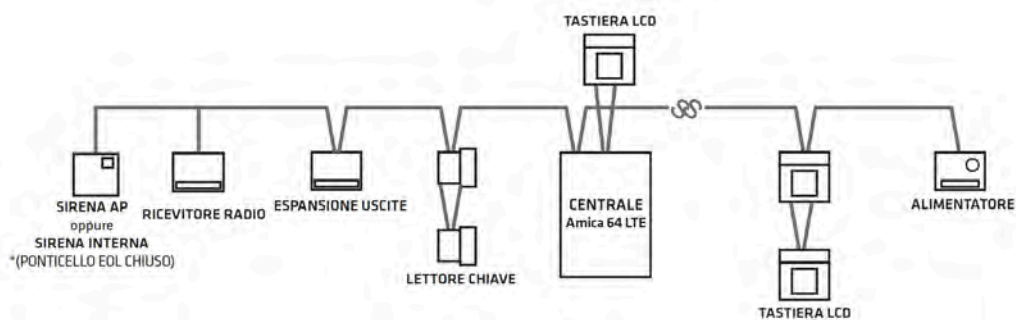 TASTIERA LCD
SIRENA AP
oppure
SIRENA INTERNA
*(PONTICELLO EOL CHIUSO)
RICEVITORE RADIO
ESPANSIONE USCITE
LETTORE CHIAVE
CENTRALE
Amica 64 LTE
TASTIERA LCD
ALIMENTATORE